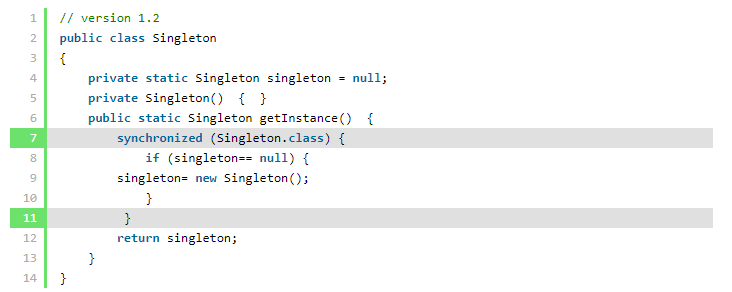 1 // version 1.2
2 public class Singleton
3 {
4     private static Singleton singleton = null;
5     private Singleton()  {  }
6     public static Singleton getInstance()  {
7         synchronized (Singleton.class) {
8             if (singleton== null) {
9         singleton= new Singleton();
10             }
11          }
12         return singleton;
13     }
14 }